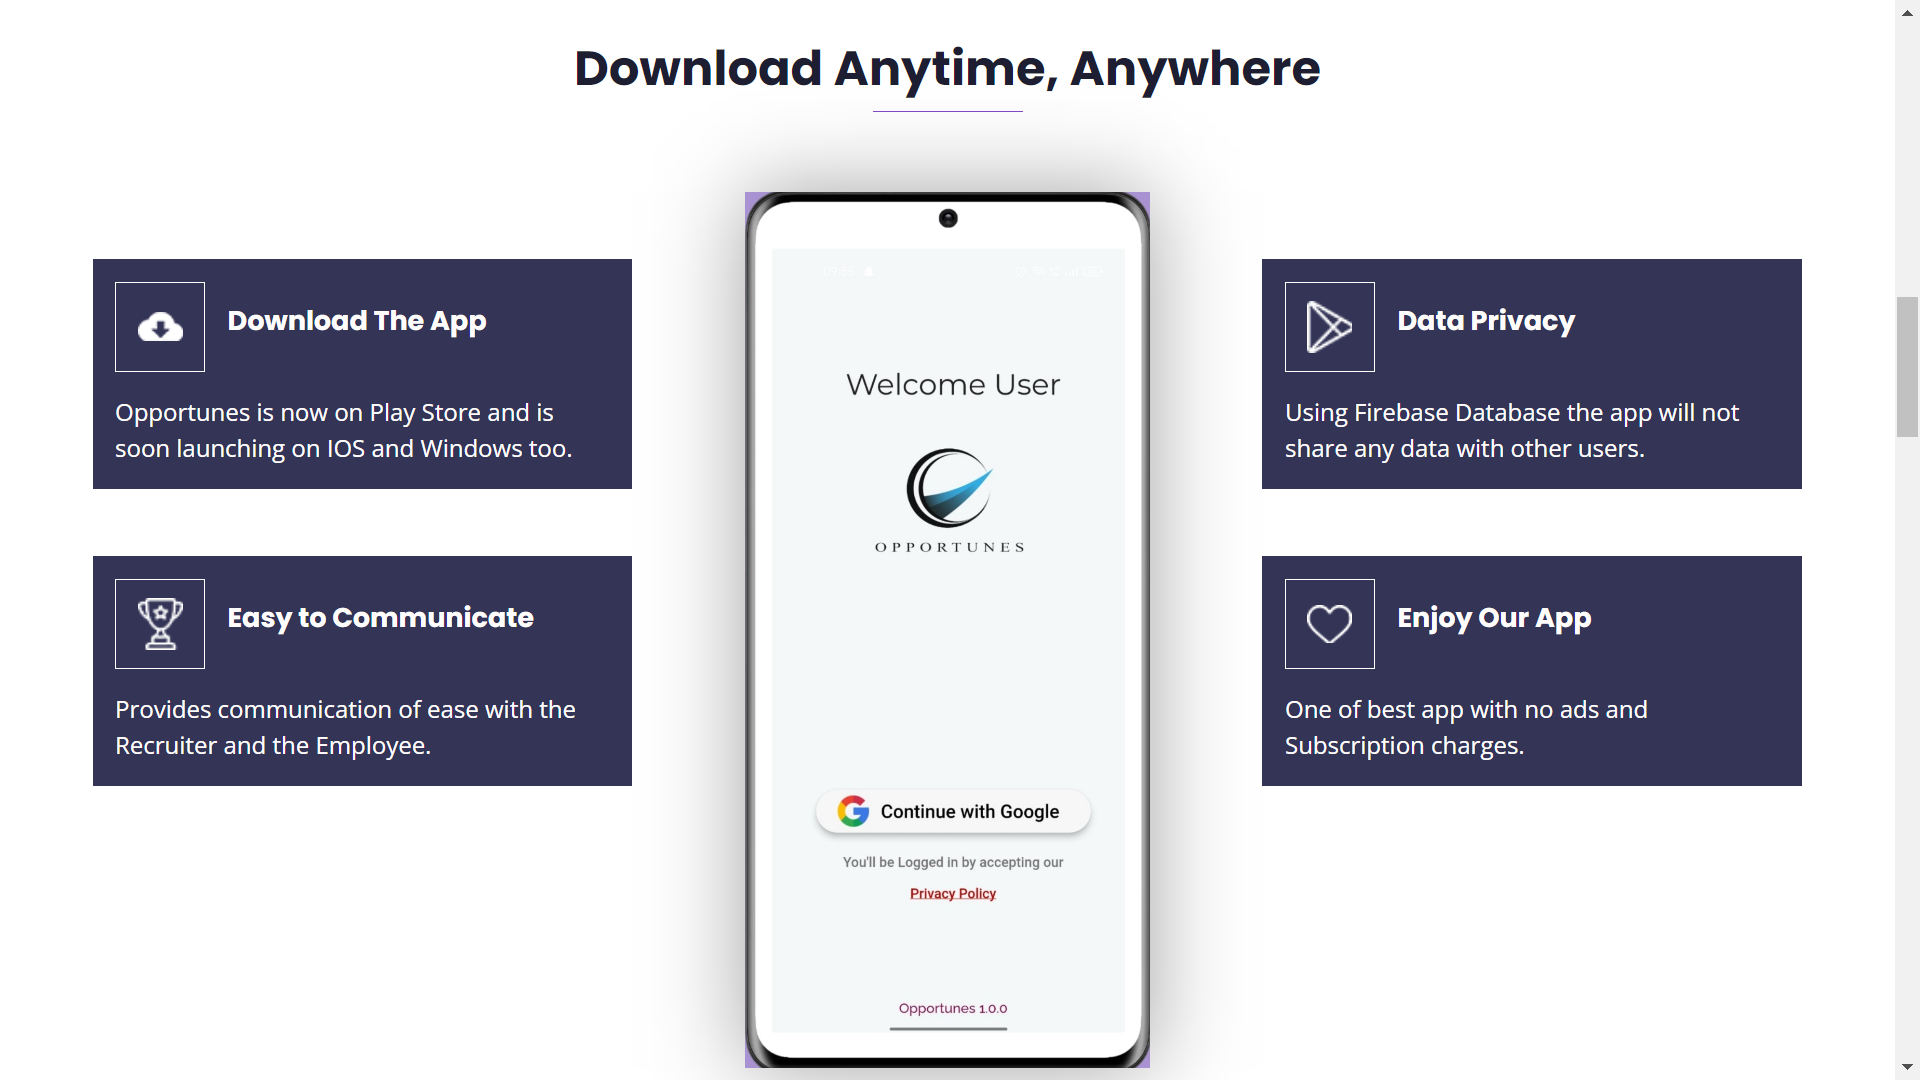 Download Anytime, Anywhere
Download The App
Opportunes is now on Play Store and is
soon launching on IOS and Windows too.
Easy to Communicate
Provides communication of ease with the
Recruiter and the Employee.
Welcome User
OPPORTUNES
Continue with Google
You'll be Logged in by accepting our
Privacy Policy
Opportunes 1.0.0
Data Privacy
Using Firebase Database the app will not
share any data with other users.
Enjoy Our App
One of best app with no ads and
Subscription charges.